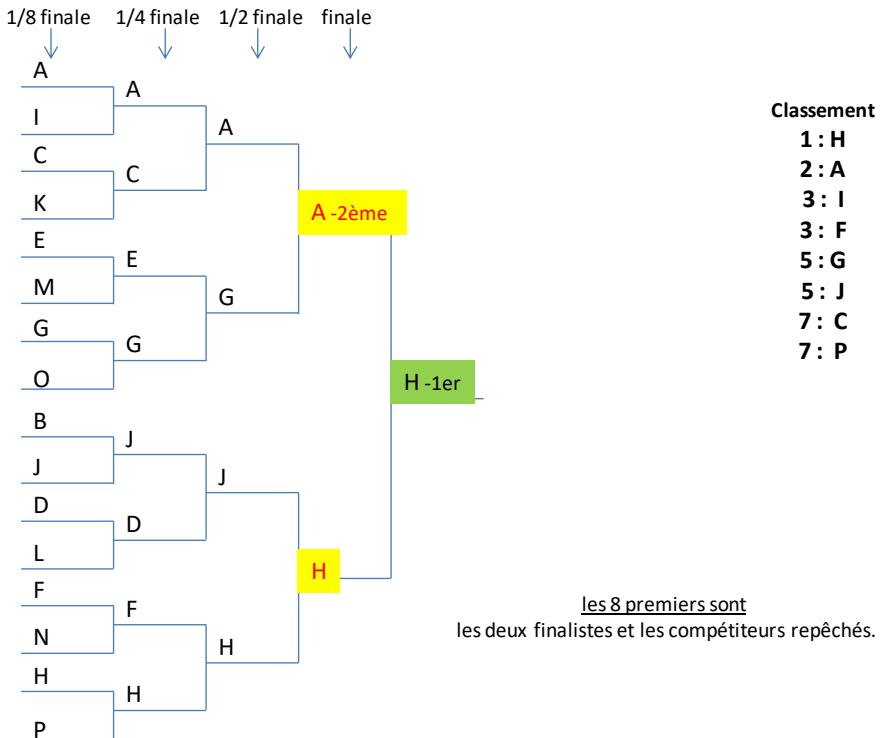 1/8 finale 1/4 finale 1/2 finale finale
A
A
I
A
C
C
K
A -2ème
E
E
M
G
G
G
O
H -1er
B
J
J
J
D
D
L
H
F
F
N
H
H
H
P
Classement
1 : H
2 : A
3 : I
3 : F
5 : G
5 : J
7 : C
7 : P
les 8 premiers sont
les deux finalistes et les compétiteurs repêchés.